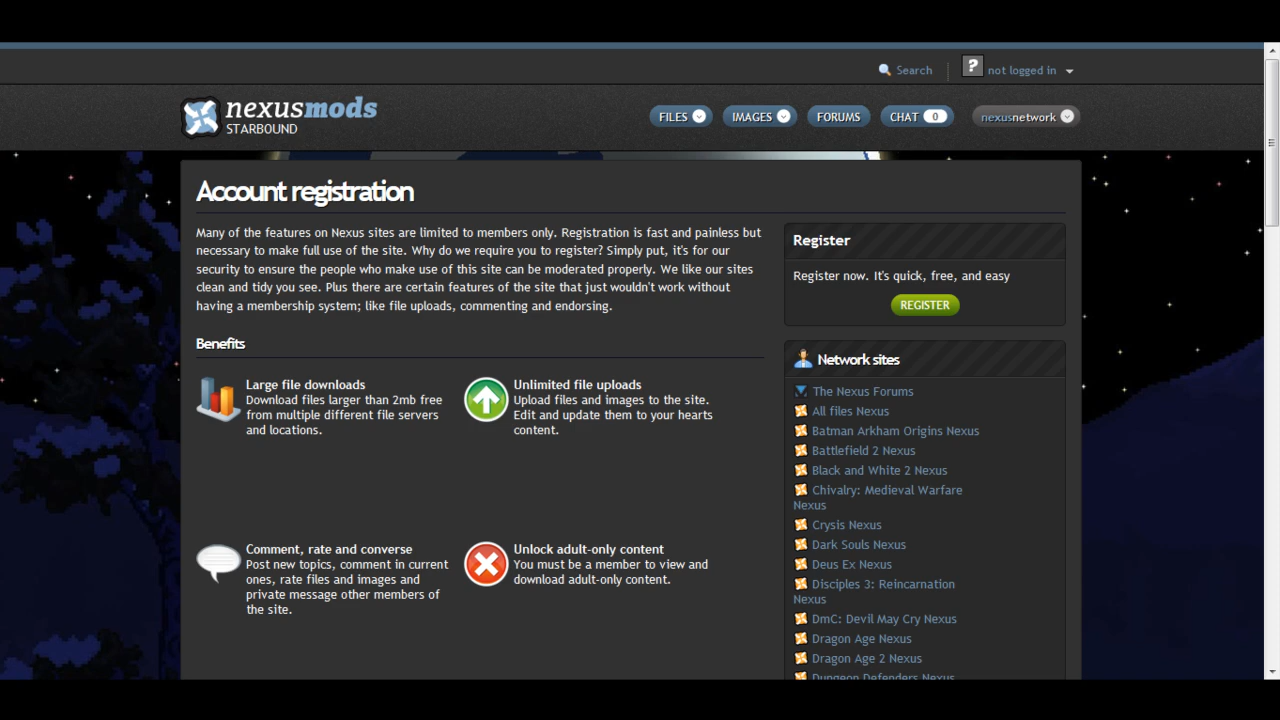 Search
?
not logged in
nexusmods
STARBOUND
FILES
IMAGES
FORUMS
CHAT 0
nexusnetwork
Account registration
Many of the features on Nexus sites are limited to members only. Registration is fast and painless but
necessary to make full use of the site. Why do we require you to register? Simply put, it's for our
security to ensure the people who make use of this site can be moderated properly. We like our sites
clean and tidy you see. Plus there are certain features of the site that just wouldn't work without
having a membership system; like file uploads, commenting and endorsing.
Benefits
Large file downloads
Download files larger than 2mb free
from multiple different file servers
and locations.
Unlimited file uploads
Upload files and images to the site.
Edit and update them to your hearts
content.
Comment, rate and converse
Post new topics, comment in current
ones, rate files and images and
private message other members of
the site.
Unlock adult-only content
You must be a member to view and
download adult-only content.
Register
Register now. It's quick, free, and easy
REGISTER
Network sites
The Nexus Forums
All files Nexus
Batman Arkham Origins Nexus
Battlefield 2 Nexus
Black and White 2 Nexus
Chivalry: Medieval Warfare
Nexus
Crysis Nexus
Dark Souls Nexus
Deus Ex Nexus
Disciples 3: Reincarnation
Nexus
DmC: Devil May Cry Nexus
Dragon Age Nexus
Dragon Age 2 Nexus
Dungeon Defenders Nexus